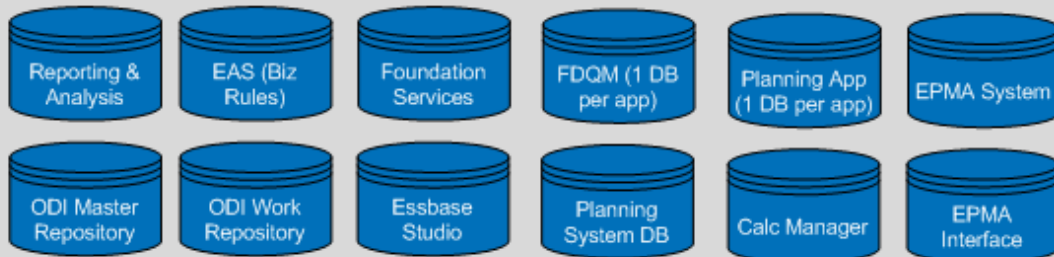 Reporting &
Analysis
EAS (Biz
Rules)
Foundation
Services
FDQM (1 DB
per app)
Planning App
(1 DB per app)
EPMA System
ODI Master
Repository
ODI Work
Repository
Essbase
Studio
Planning
System DB
Calc Manager
EPMA
Interface